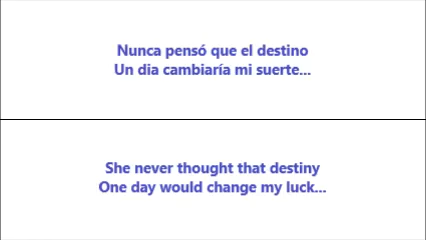 Nunca pensó que el destino
Un dia cambiaría mi suerte...
She never thought that destiny
One day would change my luck...